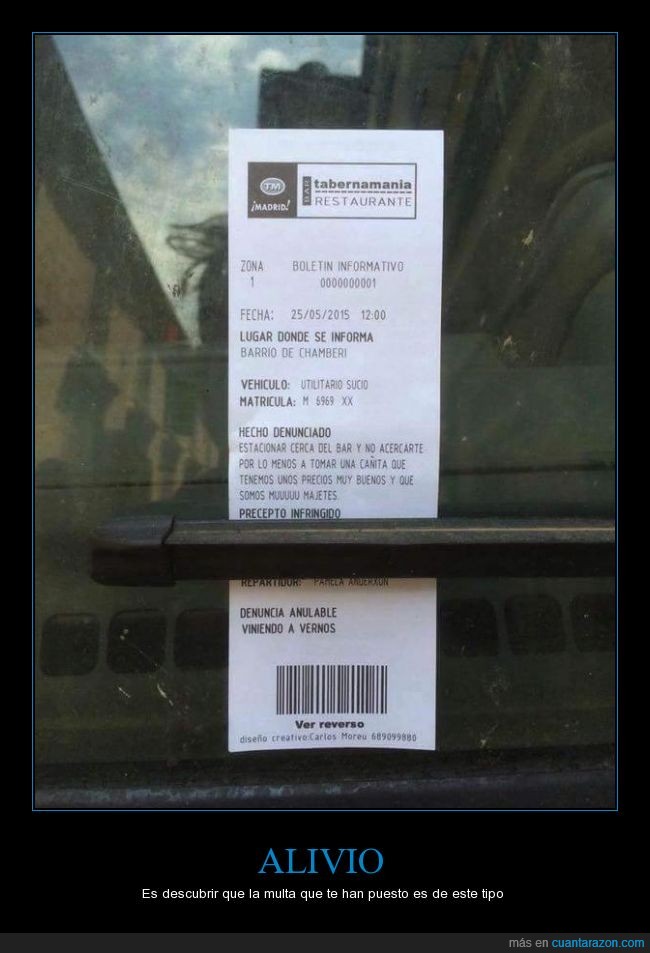 TM
¡MADRID!
BAR
tabernamania
RESTAURANTE
ZONA BOLETIN INFORMATIVO
1 0000000001
FECHA: 25/05/2015 12:00
LUGAR DONDE SE INFORMA
BARRIO DE CHAMBERI
VEHICULO: UTILITARIO SUCIO
MATRICULA: M 6969 XX
HECHO DENUNCIADO
ESTACIONAR CERCA DEL BAR Y NO ACERCARTE
POR LO MENOS A TOMAR UNA CAÑITA QUE
TENEMOS UNOS PRECIOS MUY BUENOS Y QUE
SOMOS MUUUUU MAJETES.
PRECEPTO INFRINGIDO
REPARTIDOR: PAMELA ANDERXON
DENUNCIA ANULABLE
VINIENDO A VERNOS
Ver reverso
diseño creativo:Carlos Moreu 689099880
ALIVIO
Es descubrir que la multa que te han puesto es de este tipo
más en cuantarazon.com